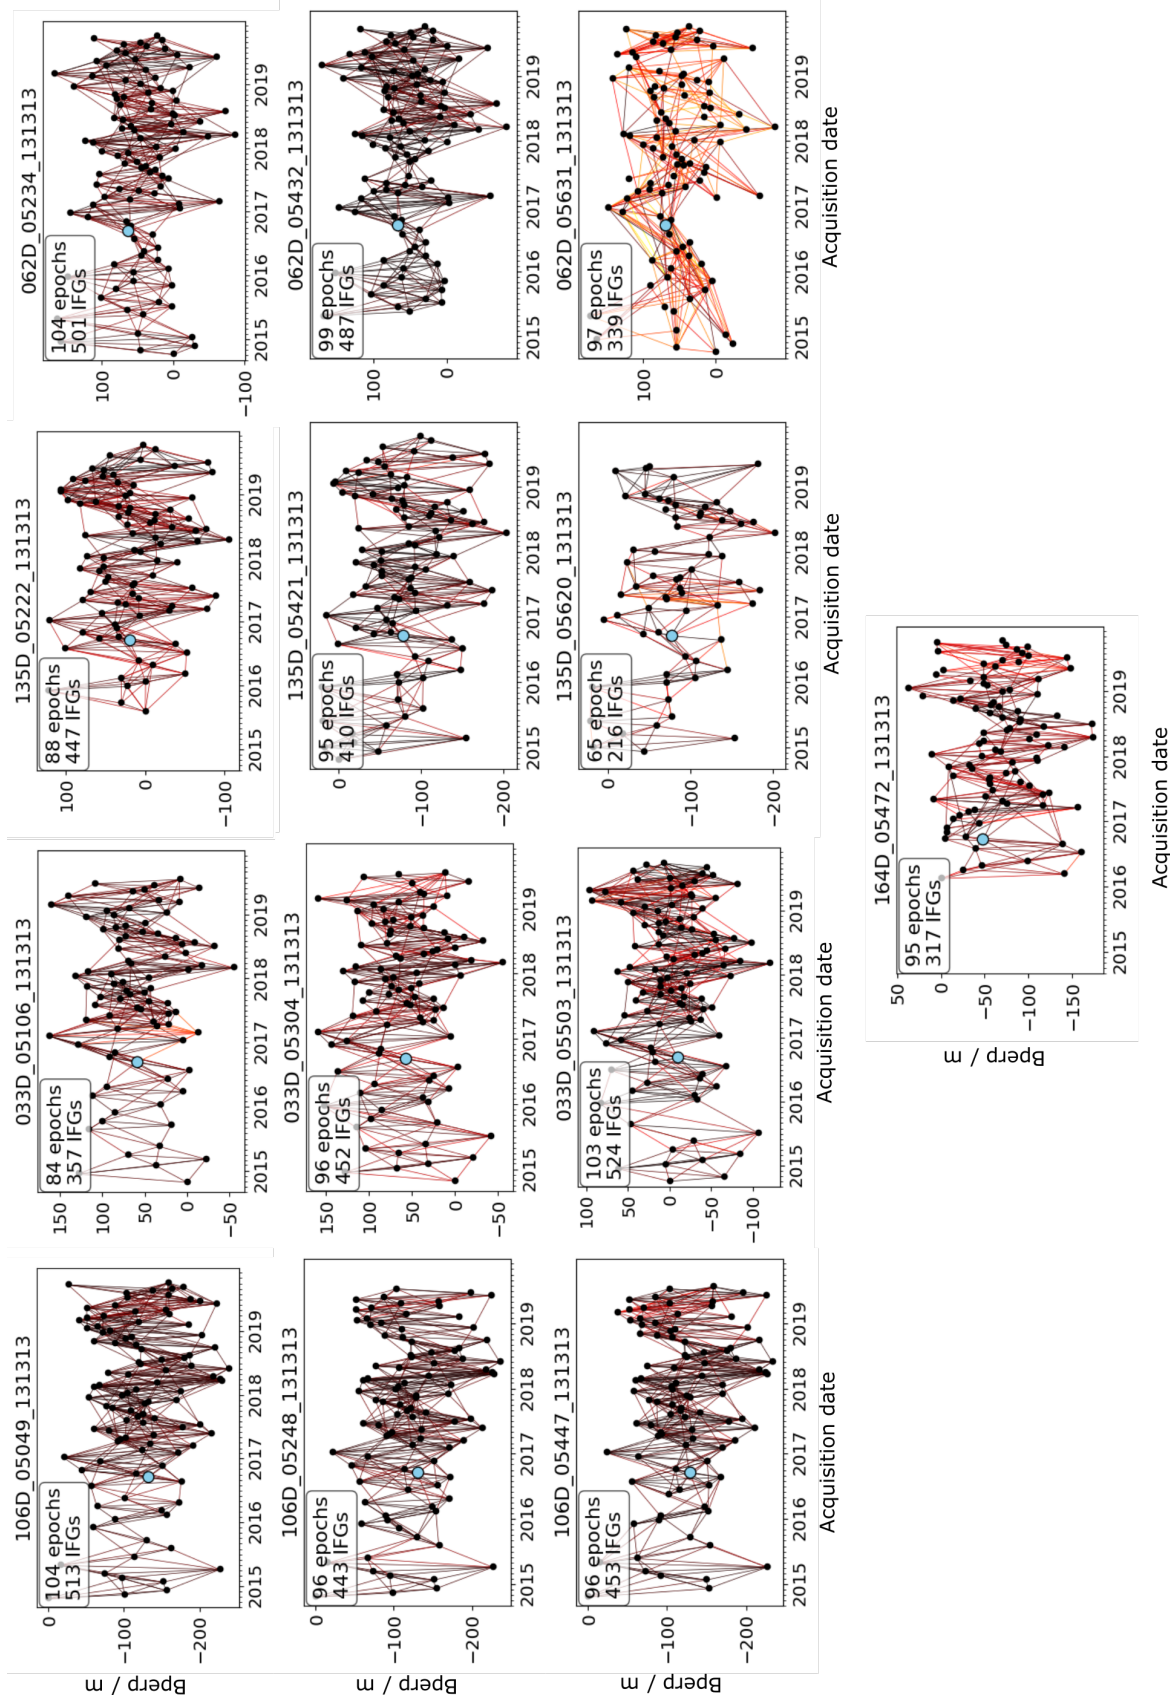 106D_05049_131313
104 epochs
513 IFGs
0
−100
−200
Bperp / m
2015 2016 2017 2018 2019
033D_05106_131313
84 epochs
357 IFGs
150
100
50
0
−50
2015 2016 2017 2018 2019
135D_05222_131313
88 epochs
447 IFGs
100
0
−100
2015 2016 2017 2018 2019
062D_05234_131313
104 epochs
501 IFGs
100
0
−100
2015 2016 2017 2018 2019
106D_05248_131313
96 epochs
443 IFGs
0
−100
−200
Bperp / m
2015 2016 2017 2018 2019
033D_05304_131313
96 epochs
452 IFGs
150
100
50
0
−50
2015 2016 2017 2018 2019
135D_05421_131313
95 epochs
410 IFGs
0
−100
−200
2015 2016 2017 2018 2019
062D_05432_131313
99 epochs
487 IFGs
100
0
2015 2016 2017 2018 2019
106D_05447_131313
96 epochs
453 IFGs
0
−100
−200
Bperp / m
2015 2016 2017 2018 2019
Acquisition date
033D_05503_131313
103 epochs
524 IFGs
100
50
0
−50
−100
2015 2016 2017 2018 2019
Acquisition date
135D_05620_131313
65 epochs
216 IFGs
0
−100
−200
2015 2016 2017 2018 2019
Acquisition date
062D_05631_131313
97 epochs
339 IFGs
100
0
2015 2016 2017 2018 2019
Acquisition date
164D_05472_131313
95 epochs
317 IFGs
50
0
−50
−100
−150
Bperp / m
2015 2016 2017 2018 2019
Acquisition date